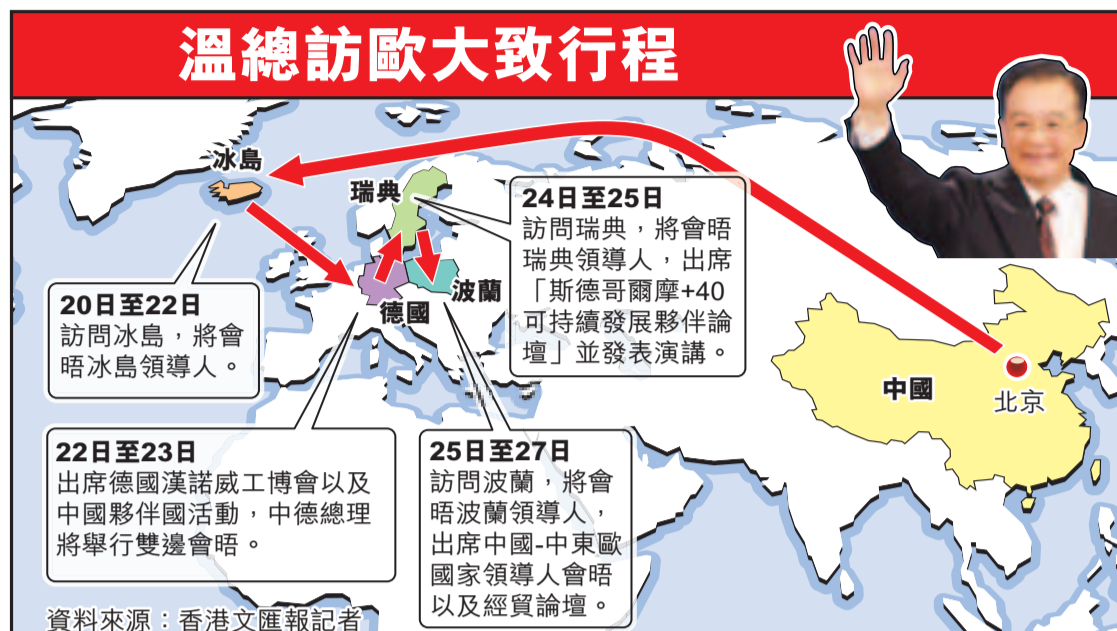 溫總訪歐大致行程
冰島
瑞典
波蘭
德國
中國
北京
20日至22日
訪問冰島，將會
晤冰島領導人。
22日至23日
出席德國漢諾威工博會以及
中國夥伴國活動，中德總理
將舉行雙邊會晤。
24日至25日
訪問瑞典，將會晤
瑞典領導人，出席
「斯德哥爾摩+40
可持續發展夥伴論
壇」並發表演講。
25日至27日
訪問波蘭，將會
晤波蘭領導人，
出席中國-中東歐
國家領導人會晤
以及經貿論壇。
資料來源：香港文匯報記者